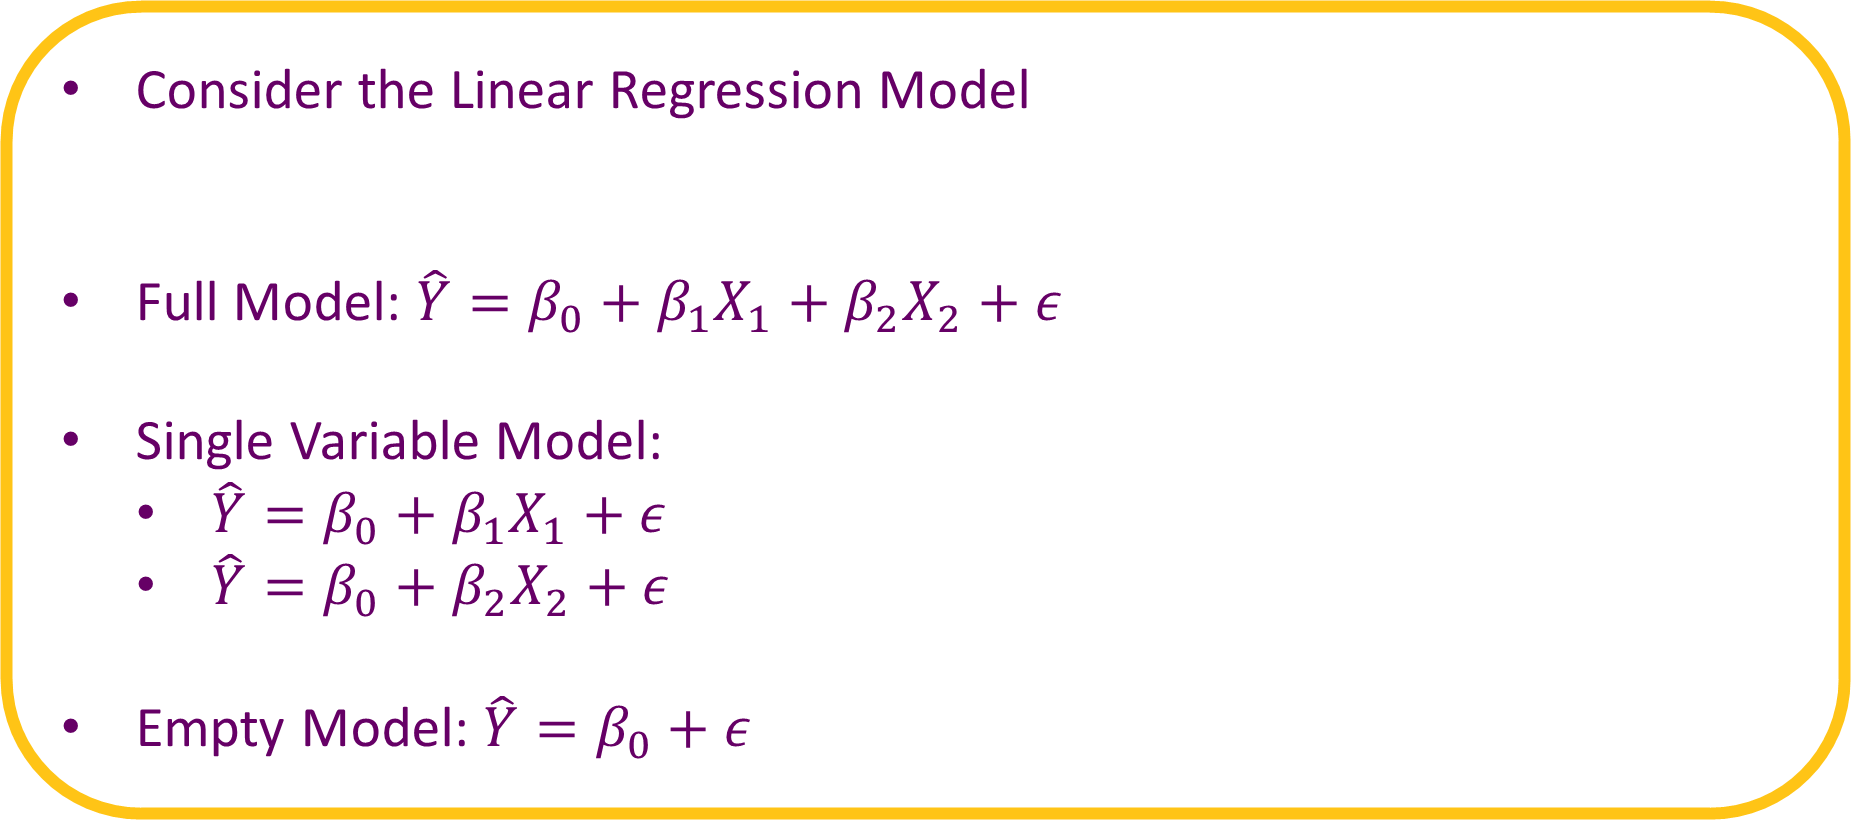 • Consider the Linear Regression Model
• Full Model: Ŷ = β₀ + β₁X₁ + β₂X₂ + ϵ
• Single Variable Model:
• Ŷ = β₀ + β₁X₁ + ϵ
• Ŷ = β₀ + β₂X₂ + ϵ
• Empty Model: Ŷ = β₀ + ϵ